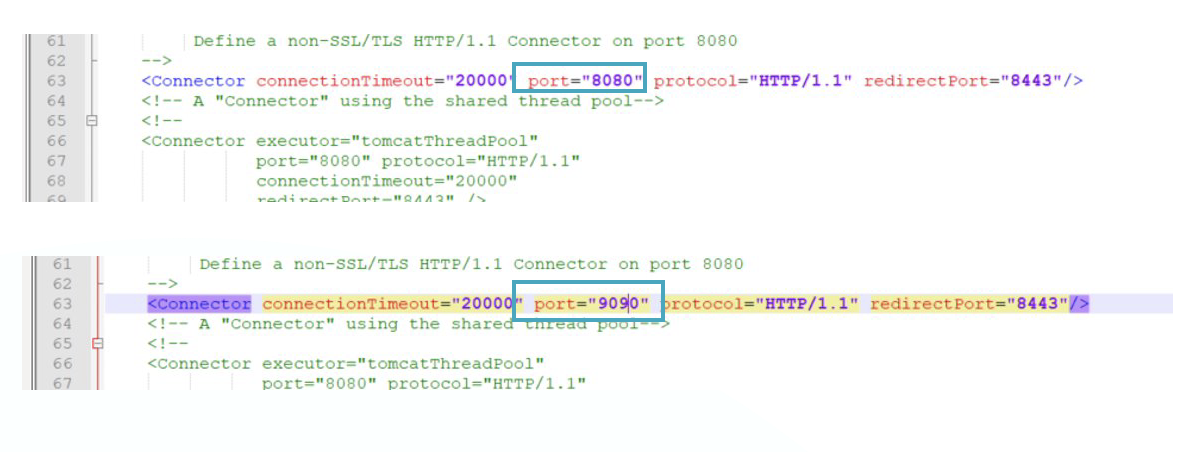 61 Define a non-SSL/TLS HTTP/1.1 Connector on port 8080
62 -->
63 <Connector connectionTimeout="20000" port="8080" protocol="HTTP/1.1" redirectPort="8443"/>
64 <!-- A "Connector" using the shared thread pool-->
65 <!--
66 <Connector executor="tomcatThreadPool"
67 port="8080" protocol="HTTP/1.1"
68 connectionTimeout="20000"
69 redirectPort="8443" />
61 Define a non-SSL/TLS HTTP/1.1 Connector on port 8080
62 -->
63 <Connector connectionTimeout="20000" port="9090" protocol="HTTP/1.1" redirectPort="8443"/>
64 <!-- A "Connector" using the shared thread pool-->
65 <!--
66 <Connector executor="tomcatThreadPool"
67 port="8080" protocol="HTTP/1.1"